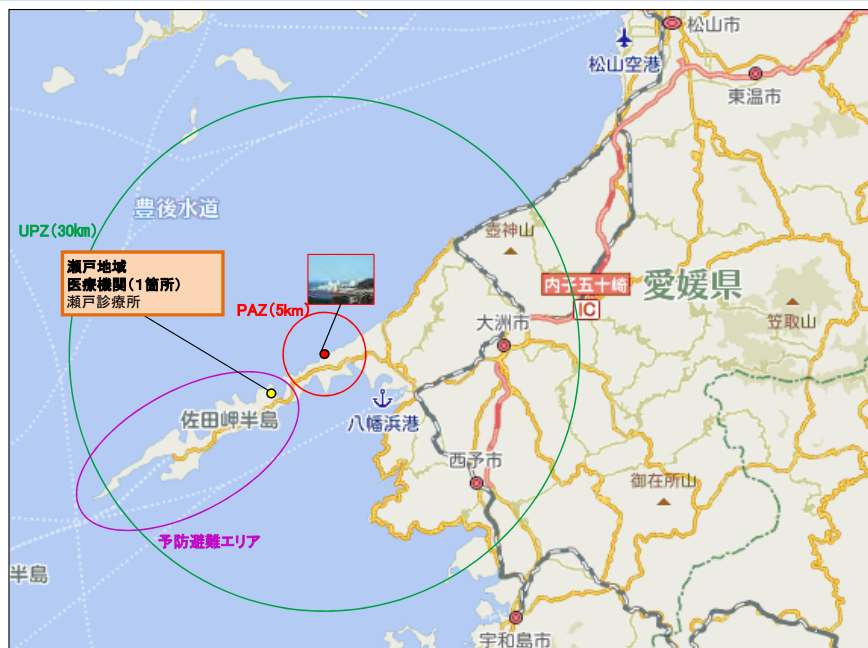 松山市
松山空港
東温市
豊後水道
UPZ(30km)
壺神山
瀬戸地域
医療機関(1箇所)
瀬戸診療所
内子五十崎
IC
愛媛県
PAZ(5km)
大洲市
笠取山
佐田岬半島
八幡浜港
西予市
御在所山
予防避難エリア
半島
宇和島市